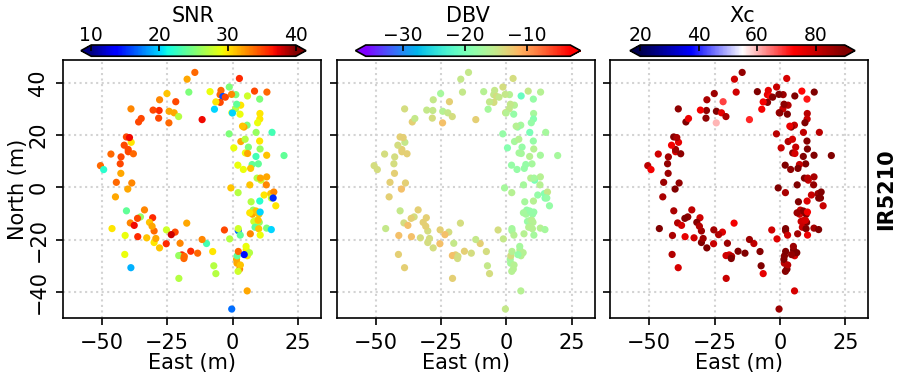 SNR DBV Xc
10 20 30 40 −30 −20 −10 20 40 60 80
40
20
0
−20
−40
North (m)
−50 −25 0 25 −50 −25 0 25 −50 −25 0 25
East (m) East (m) East (m)
IR5210